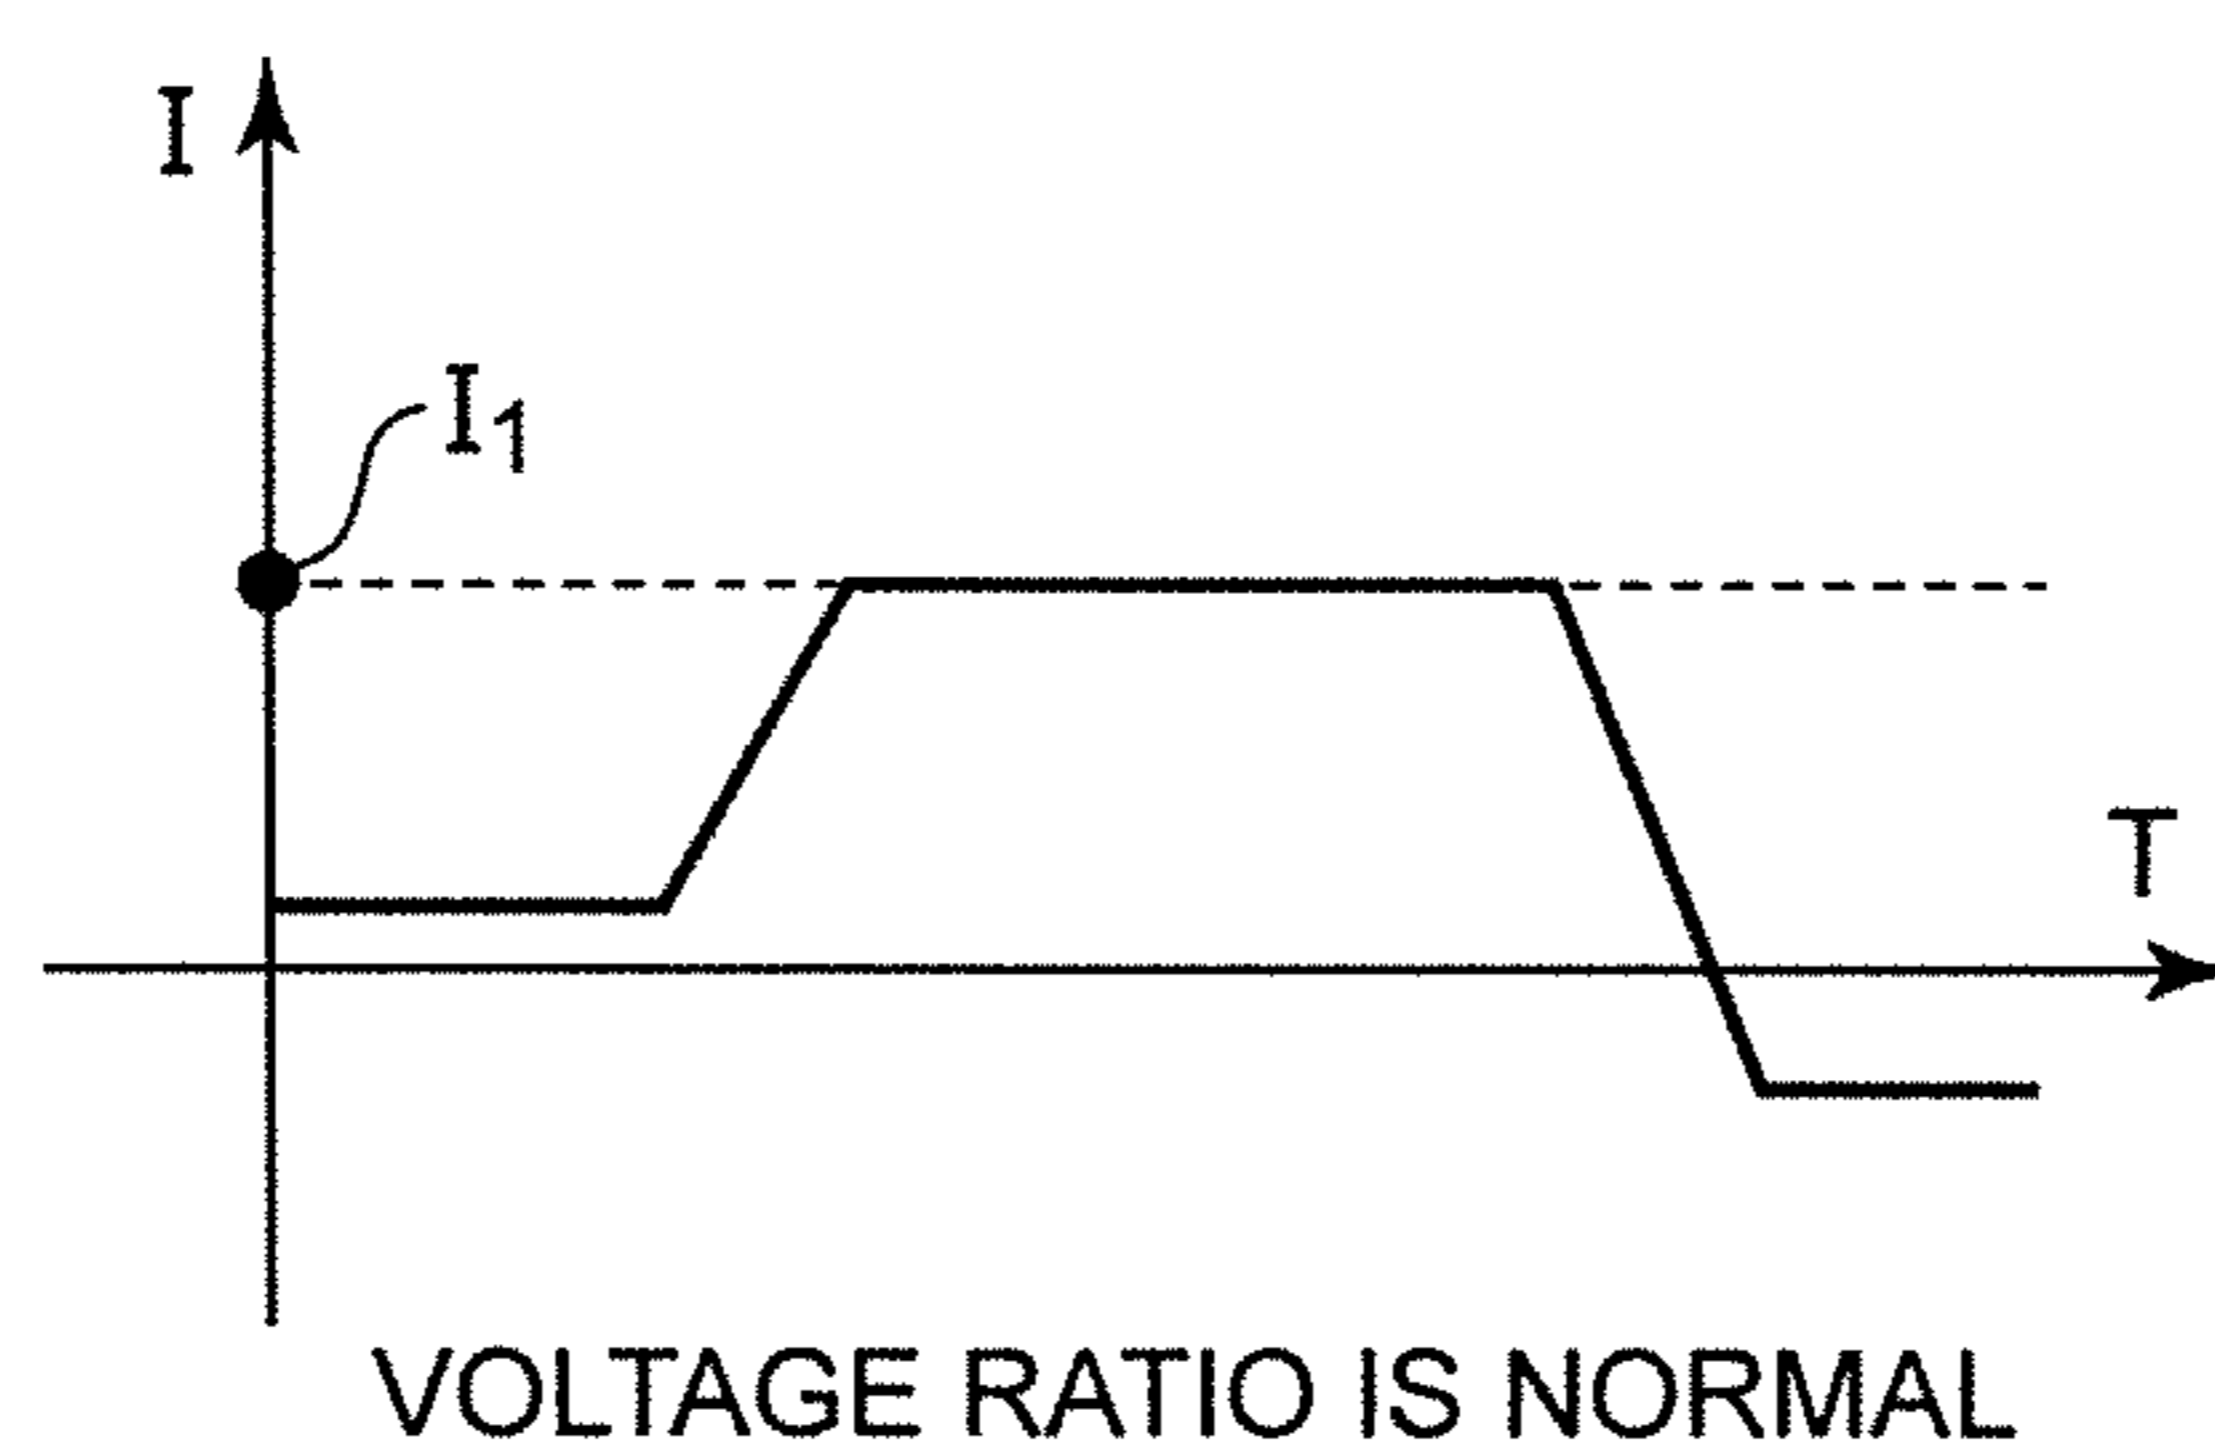 I
I₁
T
VOLTAGE RATIO IS NORMAL